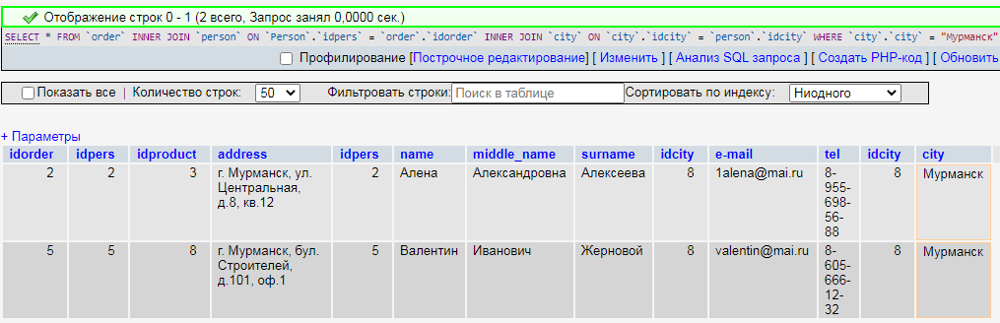 Отображение строк 0 - 1 (2 всего, Запрос занял 0,0000 сек.)
SELECT * FROM `order` INNER JOIN `person` ON `Person`.`idpers` = `order`.`idorder` INNER JOIN `city` ON `city`.`idcity` = `person`.`idcity` WHERE `city`.`city` = "Мурманск"
Профилирование [Построчное редактирование] [ Изменить ] [ Анализ SQL запроса ] [ Создать PHP-код ] [ Обновить
Показать все | Количество строк: 50 Фильтровать строки: Поиск в таблице Сортировать по индексу: Ниодного
+ Параметры
idorder idpers idproduct address idpers name middle_name surname idcity e-mail tel idcity city
2 2 3 г. Мурманск, ул. 2 Алена Александровна Алексеева 8 1alena@mai.ru 8- 8 Мурманск
Центральная, 955-
д.8, кв.12 698-
56-
88
5 5 8 г. Мурманск, бул. 5 Валентин Иванович Жерновой 8 valentin@mai.ru 8- 8 Мурманск
Строителей, 605-
д.101, оф.1 666-
12-
32